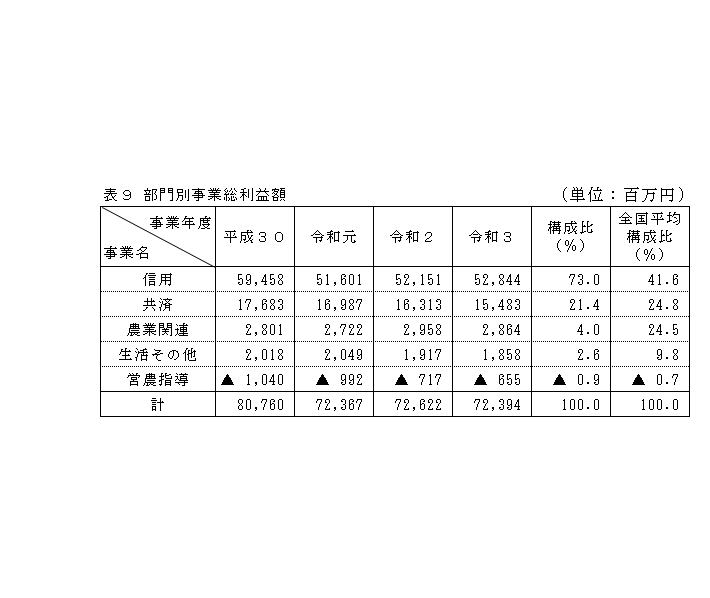 表９ 部門別事業総利益額 （単位：百万円）
事業年度 平成３０ 令和元 令和２ 令和３ 構成比（％） 全国平均構成比（％）
事業名
信用 59,458 51,601 52,151 52,844 73.0 41.6
共済 17,683 16,987 16,313 15,483 21.4 24.8
農業関連 2,801 2,722 2,958 2,864 4.0 24.5
生活その他 2,018 2,049 1,917 1,858 2.6 9.8
営農指導 ▲ 1,040 ▲ 992 ▲ 717 ▲ 655 ▲ 0.9 ▲ 0.7
計 80,760 72,367 72,622 72,394 100.0 100.0